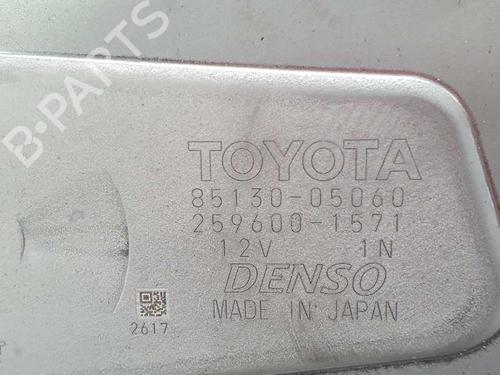 B-PARTS
TOYOTA
85130-05060
259600-1571
12V 1N
DENSO
MADE IN JAPAN
2617